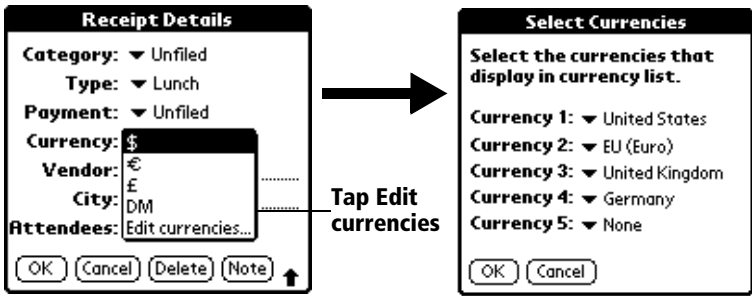 Receipt Details
Category: Unfiled
Type: Lunch
Payment: Unfiled
Currency: $
€
Vendor:
£
City:
DM
Attendees: Edit currencies...
OK Cancel Delete Note
Tap Edit
currencies
Select Currencies
Select the currencies that
display in currency list.
Currency 1: United States
Currency 2: EU (Euro)
Currency 3: United Kingdom
Currency 4: Germany
Currency 5: None
OK Cancel